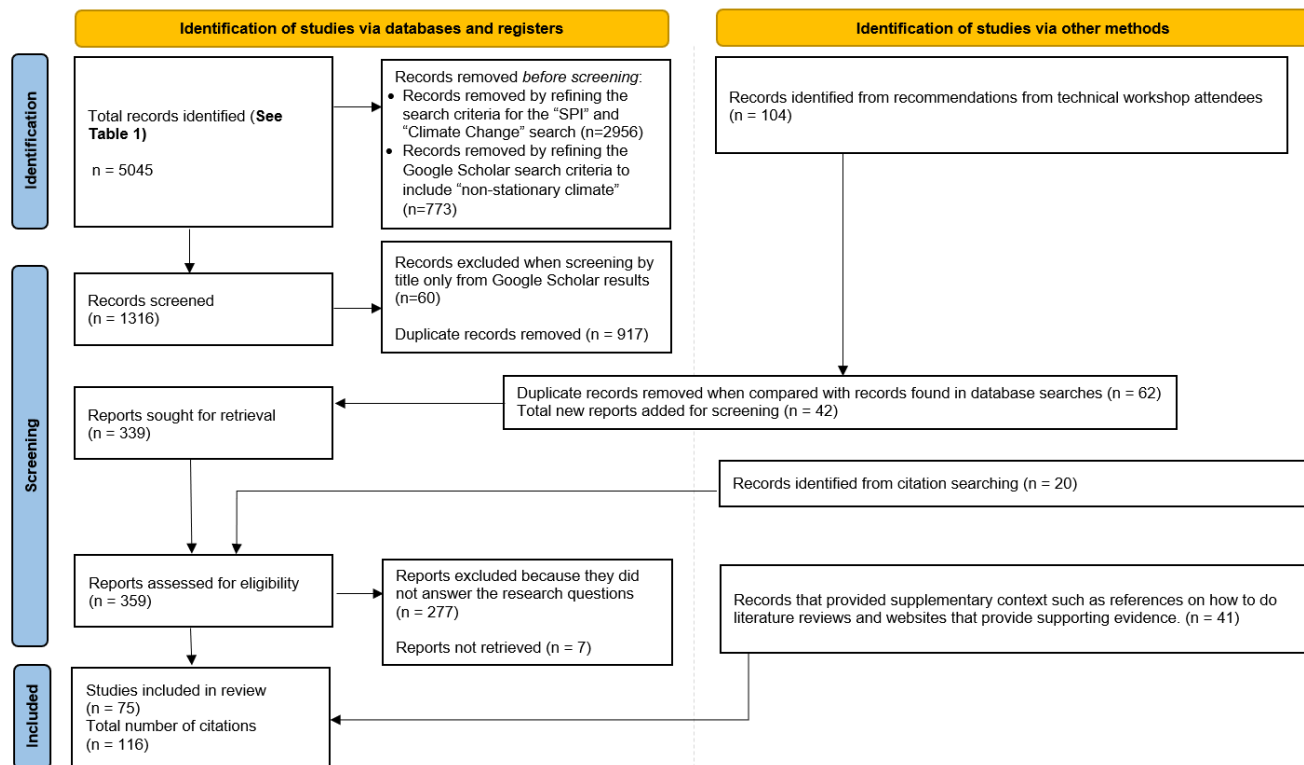 Identification of studies via databases and registers
Identification of studies via other methods
Identification
Total records identified (See
Table 1)
n = 5045
Records removed before screening:
• Records removed by refining the
search criteria for the “SPI” and
“Climate Change” search (n=2956)
• Records removed by refining the
Google Scholar search criteria to
include “non-stationary climate”
(n=773)
Records identified from recommendations from technical workshop attendees
(n = 104)
Screening
Records screened
(n = 1316)
Records excluded when screening by
title only from Google Scholar results
(n=60)
Duplicate records removed (n = 917)
Reports sought for retrieval
(n = 339)
Duplicate records removed when compared with records found in database searches (n = 62)
Total new reports added for screening (n = 42)
Records identified from citation searching (n = 20)
Reports assessed for eligibility
(n = 359)
Reports excluded because they did
not answer the research questions
(n = 277)
Reports not retrieved (n = 7)
Records that provided supplementary context such as references on how to do
literature reviews and websites that provide supporting evidence. (n = 41)
Included
Studies included in review
(n = 75)
Total number of citations
(n = 116)